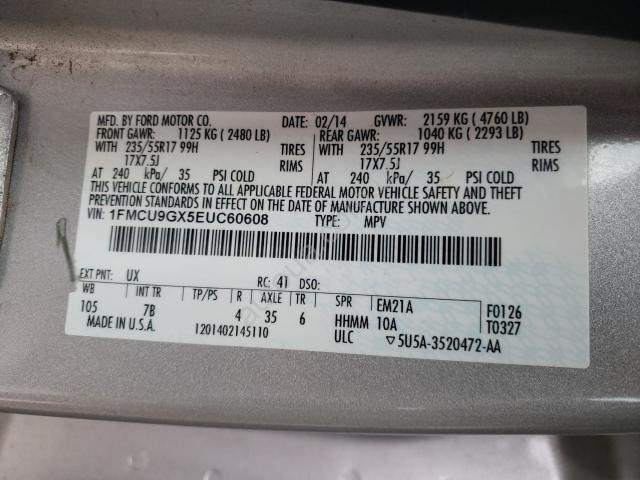 MFD. BY FORD MOTOR CO. DATE: 02/14 GVWR: 2159 KG ( 4760 LB)
FRONT GAWR: 1125 KG ( 2480 LB) REAR GAWR: 1040 KG ( 2293 LB)
WITH 235/55R17 99H TIRES WITH 235/55R17 99H TIRES
17X7.5J RIMS 17X7.5J RIMS
AT 240 kPa/ 35 PSI COLD AT 240 kPa/ 35 PSI COLD
THIS VEHICLE CONFORMS TO ALL APPLICABLE FEDERAL MOTOR VEHICLE SAFETY AND THEFT
PREVENTION STANDARDS IN EFFECT ON THE DATE OF MANUFACTURE SHOWN ABOVE.
VIN: 1FMCU9GX5EUC60608 TYPE: MPV
EXT PNT: UX RC: 41 DSO:
WB INT TR TP/PS R AXLE TR SPR EM21A F0126
105 7B 4 35 6 HHMM 10A T0327
MADE IN U.S.A. 1201402145110 ULC ▽5U5A-3520472-AA